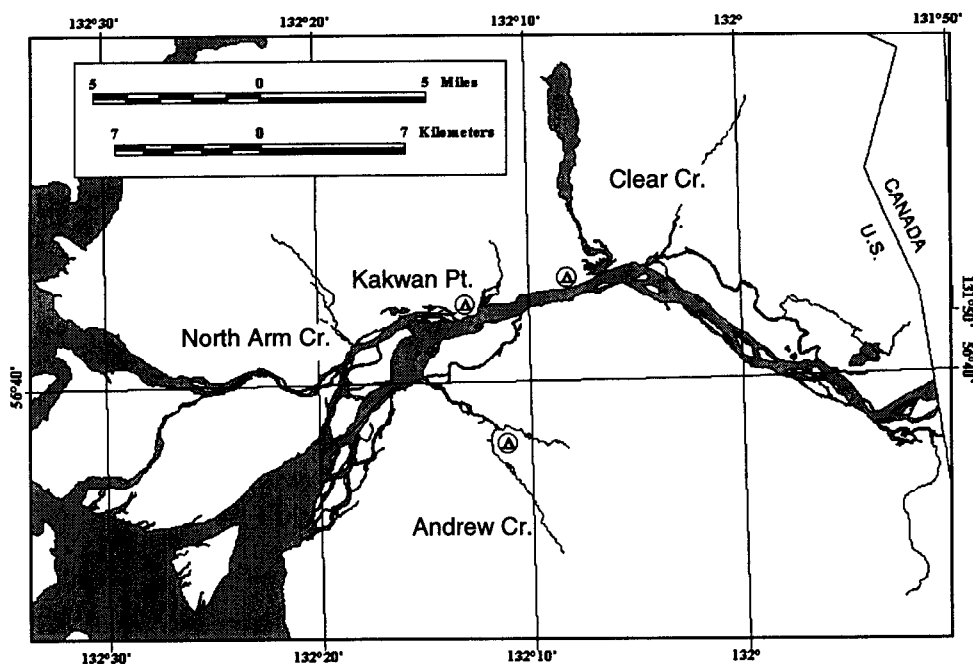 132°30' 132°20' 132°10' 132° 131°50'
5 0 5 Miles
7 0 7 Kilometers
Clear Cr.
CANADA
U.S.
Kakwan Pt.
131°50'
North Arm Cr.
56°40'
56°40'
Andrew Cr.
132°30' 132°20' 132°10' 132°